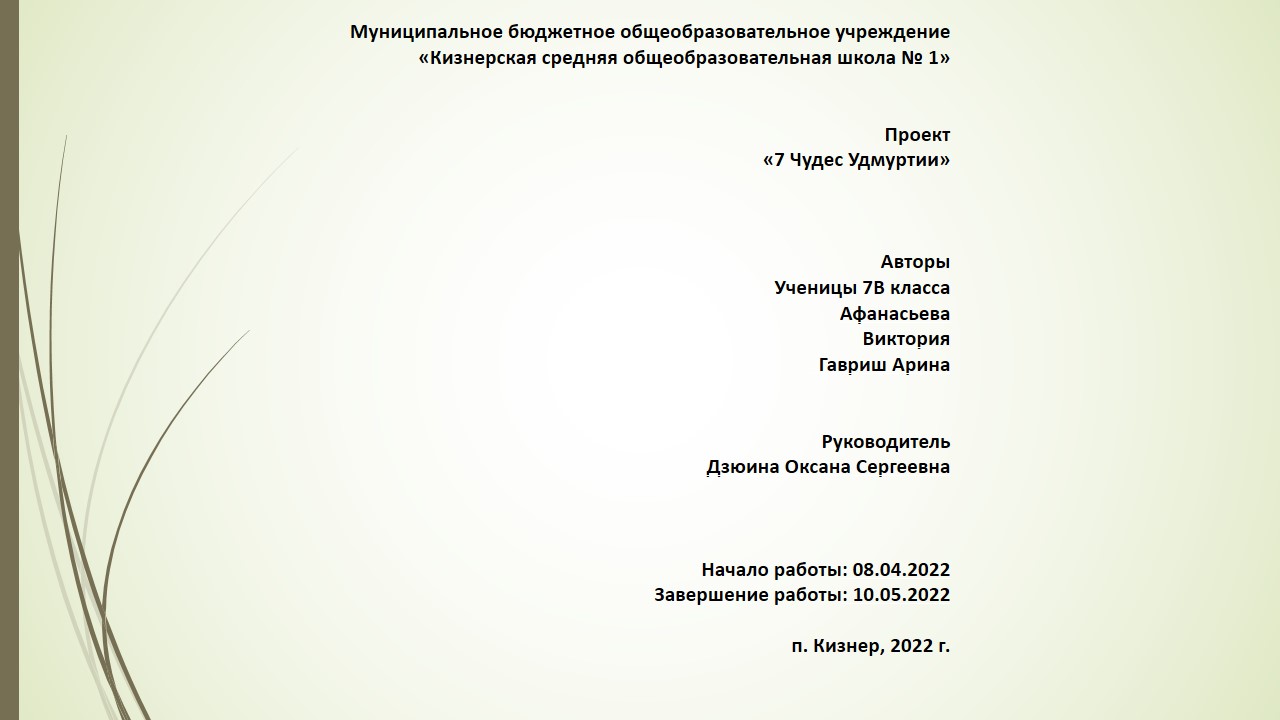 Муниципальное бюджетное общеобразовательное учреждение
«Кизнерская средняя общеобразовательная школа № 1»
Проект
«7 Чудес Удмуртии»
Авторы
Ученицы 7В класса
Афанасьева
Виктория
Гавриш Арина
Руководитель
Дзюина Оксана Сергеевна
Начало работы: 08.04.2022
Завершение работы: 10.05.2022
п. Кизнер, 2022 г.